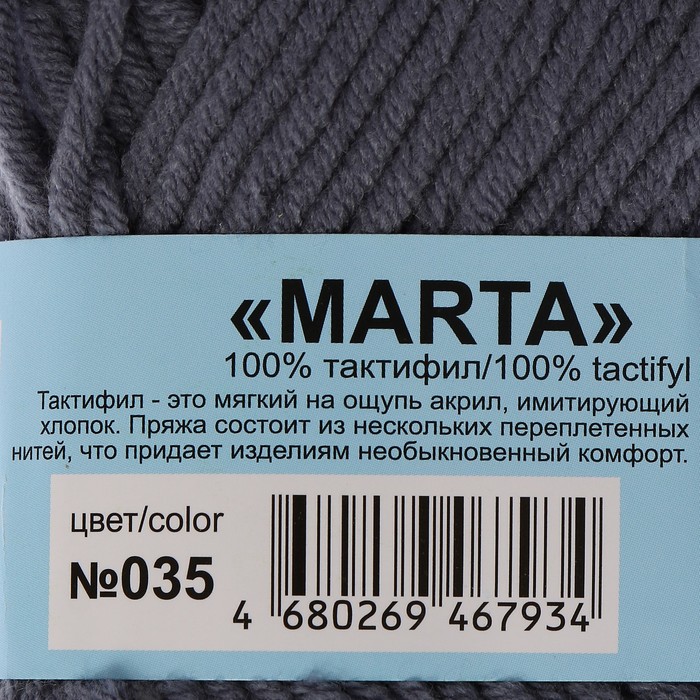 «MARTA»
100% тактифил/100% tactifyl
Тактифил - это мягкий на ощупь акрил, имитирующий
хлопок. Пряжа состоит из нескольких переплетенных
нитей, что придает изделиям необыкновенный комфорт.
цвет/color
№035
4 680269 467934